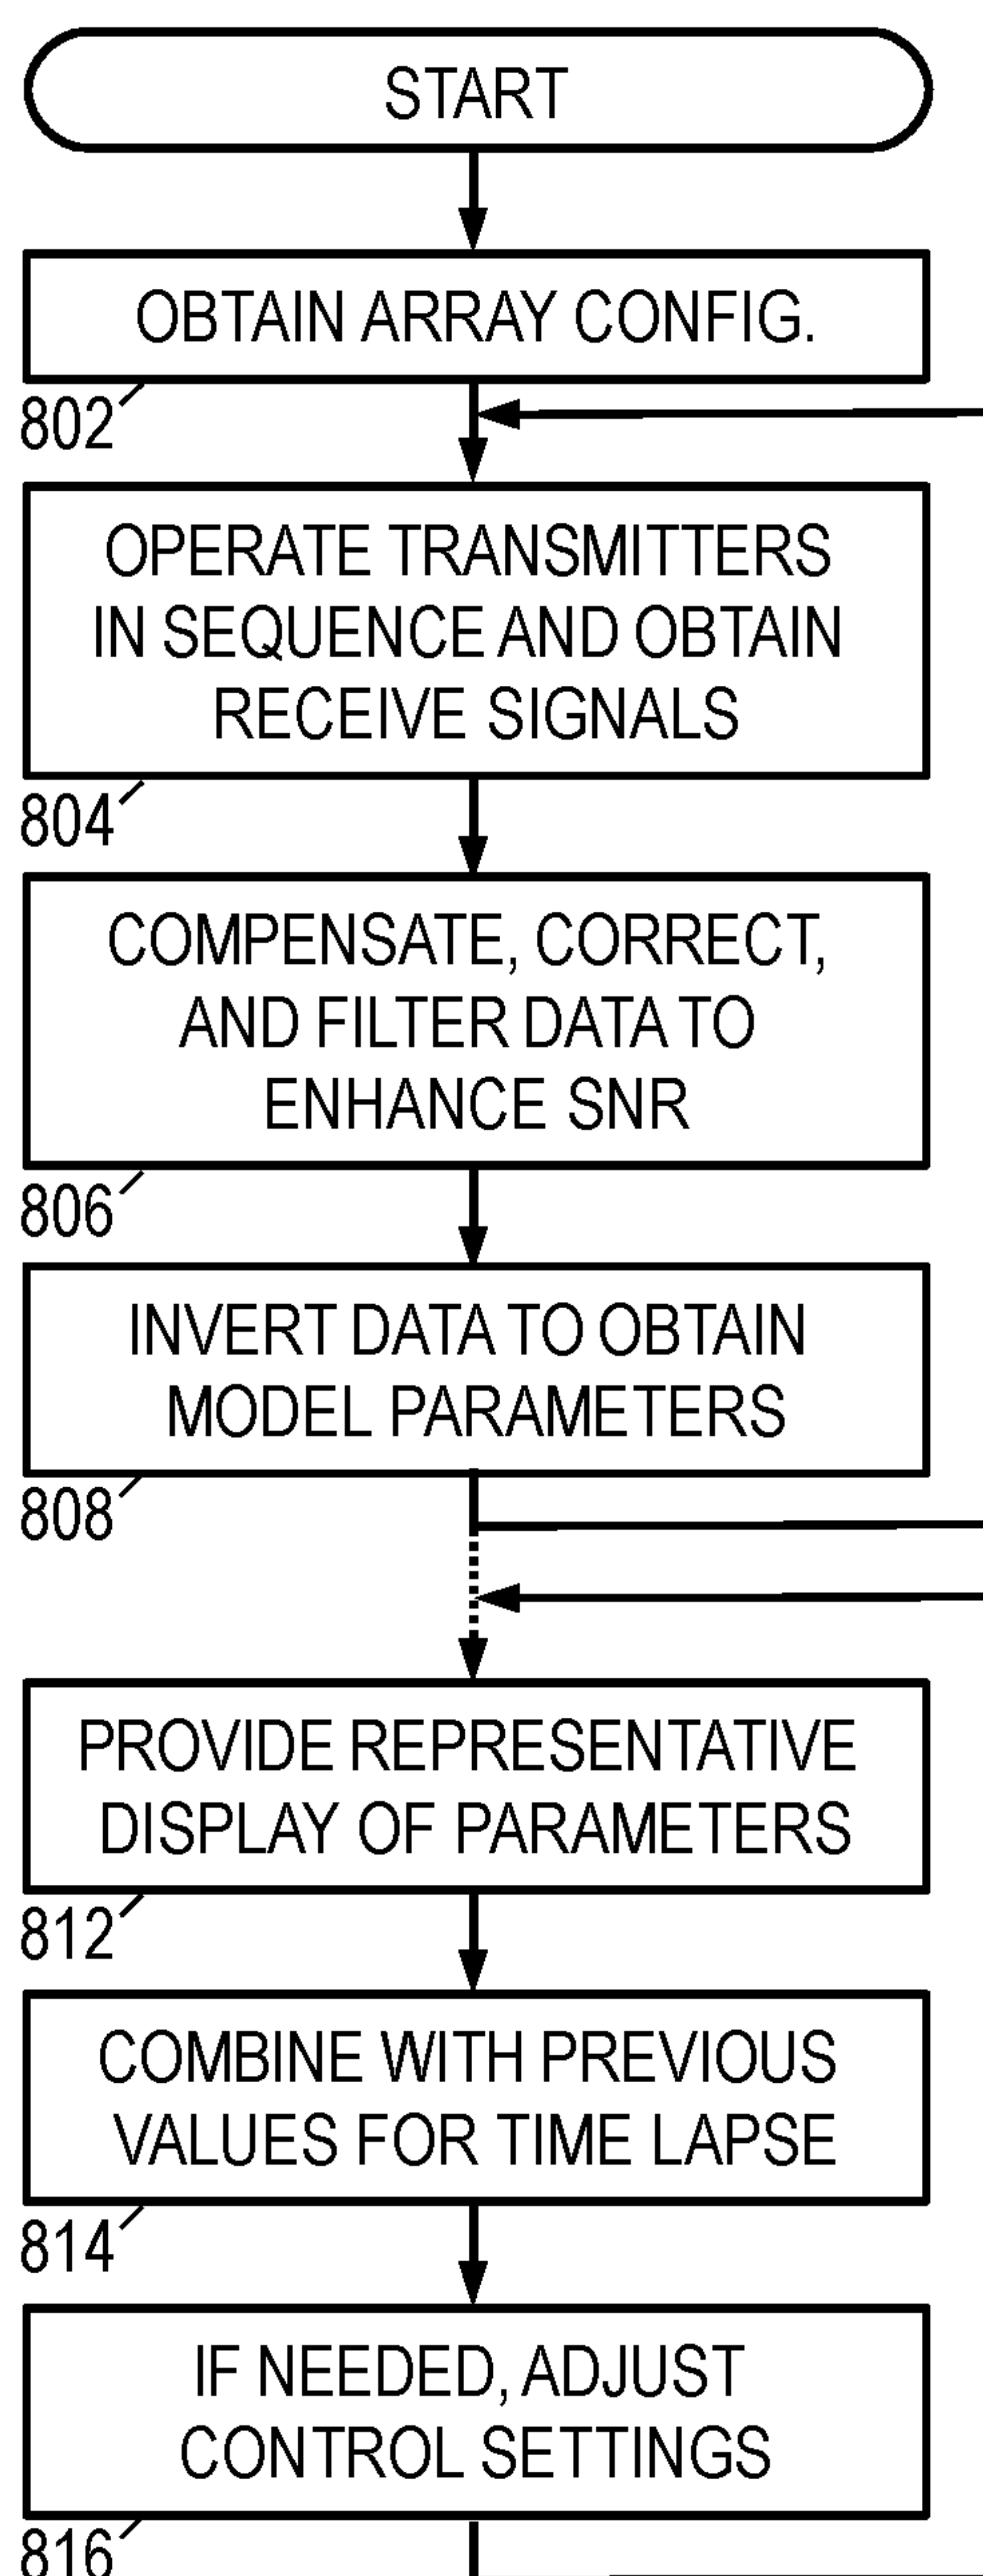 START
OBTAIN ARRAY CONFIG.
802
OPERATE TRANSMITTERS
IN SEQUENCE AND OBTAIN
RECEIVE SIGNALS
804
COMPENSATE, CORRECT,
AND FILTER DATA TO
ENHANCE SNR
806
INVERT DATA TO OBTAIN
MODEL PARAMETERS
808
PROVIDE REPRESENTATIVE
DISPLAY OF PARAMETERS
812
COMBINE WITH PREVIOUS
VALUES FOR TIME LAPSE
814
IF NEEDED, ADJUST
CONTROL SETTINGS
816